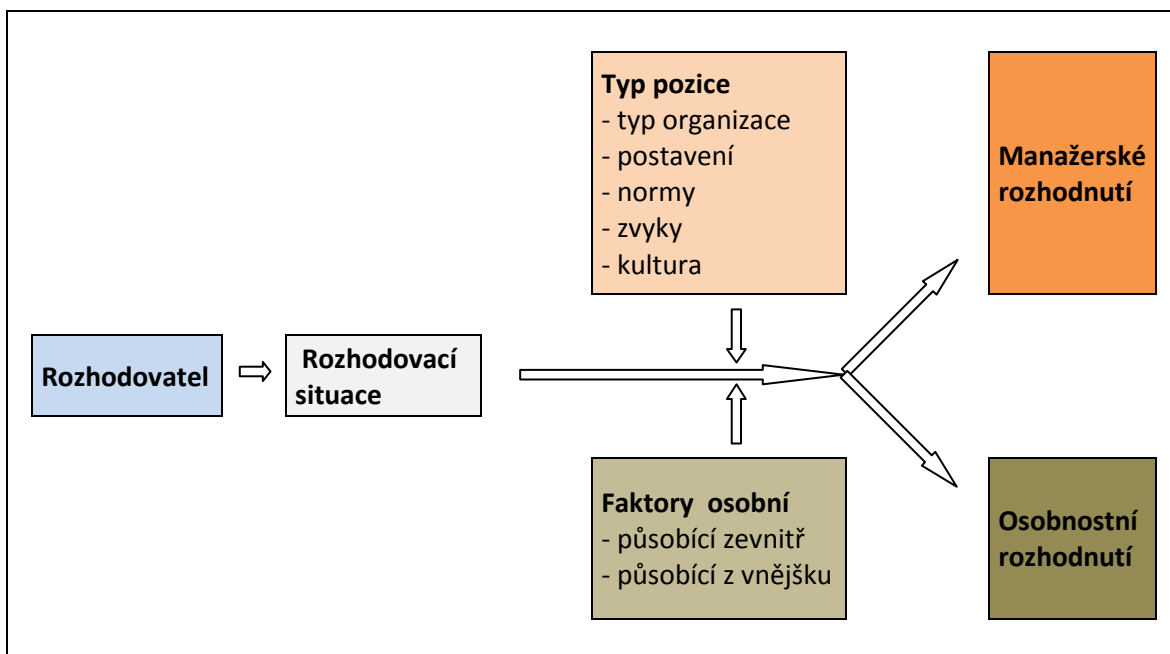 Rozhodovatel
Rozhodovací
situace
Typ pozice
- typ organizace
- postavení
- normy
- zvyky
- kultura
Faktory osobní
- působící zevnitř
- působící z vnějšku
Manažerské
rozhodnutí
Osobnostní
rozhodnutí